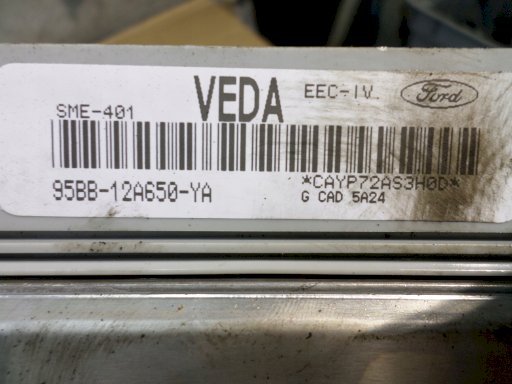 SME-401 VEDA EEC-IV. Ford
95BB-12A650-YA *CAYP72AS3H0D*
G CAD 5A24